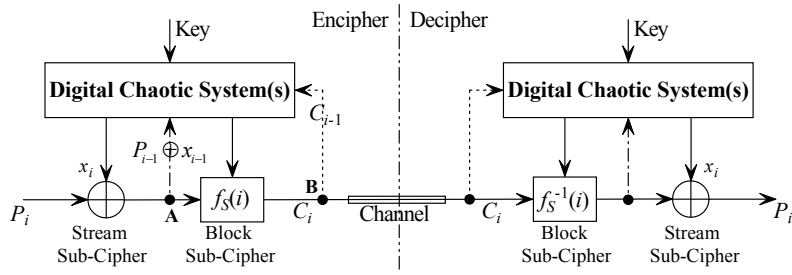 Encipher
Decipher
Key
Key
Digital Chaotic System(s)
Digital Chaotic System(s)
C_{i-1}
P_{i-1} ⊕ x_{i-1}
x_i
x_i
B
f_S(i)
f_S^{-1}(i)
P_i
A
C_i
Channel
C_i
P_i
Stream
Sub-Cipher
Block
Sub-Cipher
Block
Sub-Cipher
Stream
Sub-Cipher